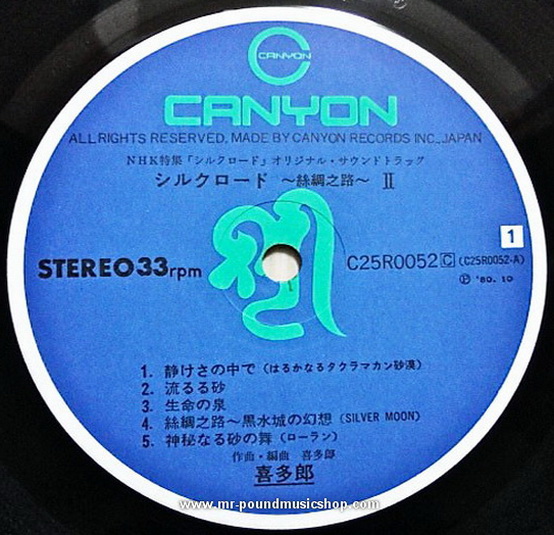 CANYON
CANYON
ALL RIGHTS RESERVED, MADE BY CANYON RECORDS INC., JAPAN
NHK特集「シルクロード」オリジナル・サウンドトラック
シルクロード 〜絲綢之路〜 II
1
STEREO 33rpm
C25R0052 C (C25R0052-A)
Ⓟ '80. 10
1. 静けさの中で (はるかなるタクラマカン砂漠)
2. 流るる砂
3. 生命の泉
4. 絲綢之路〜黒水城の幻想 (SILVER MOON)
5. 神秘なる砂の舞 (ローラン)
作曲・編曲 喜多郎
喜多郎
www.mr-poundmusicshop.com